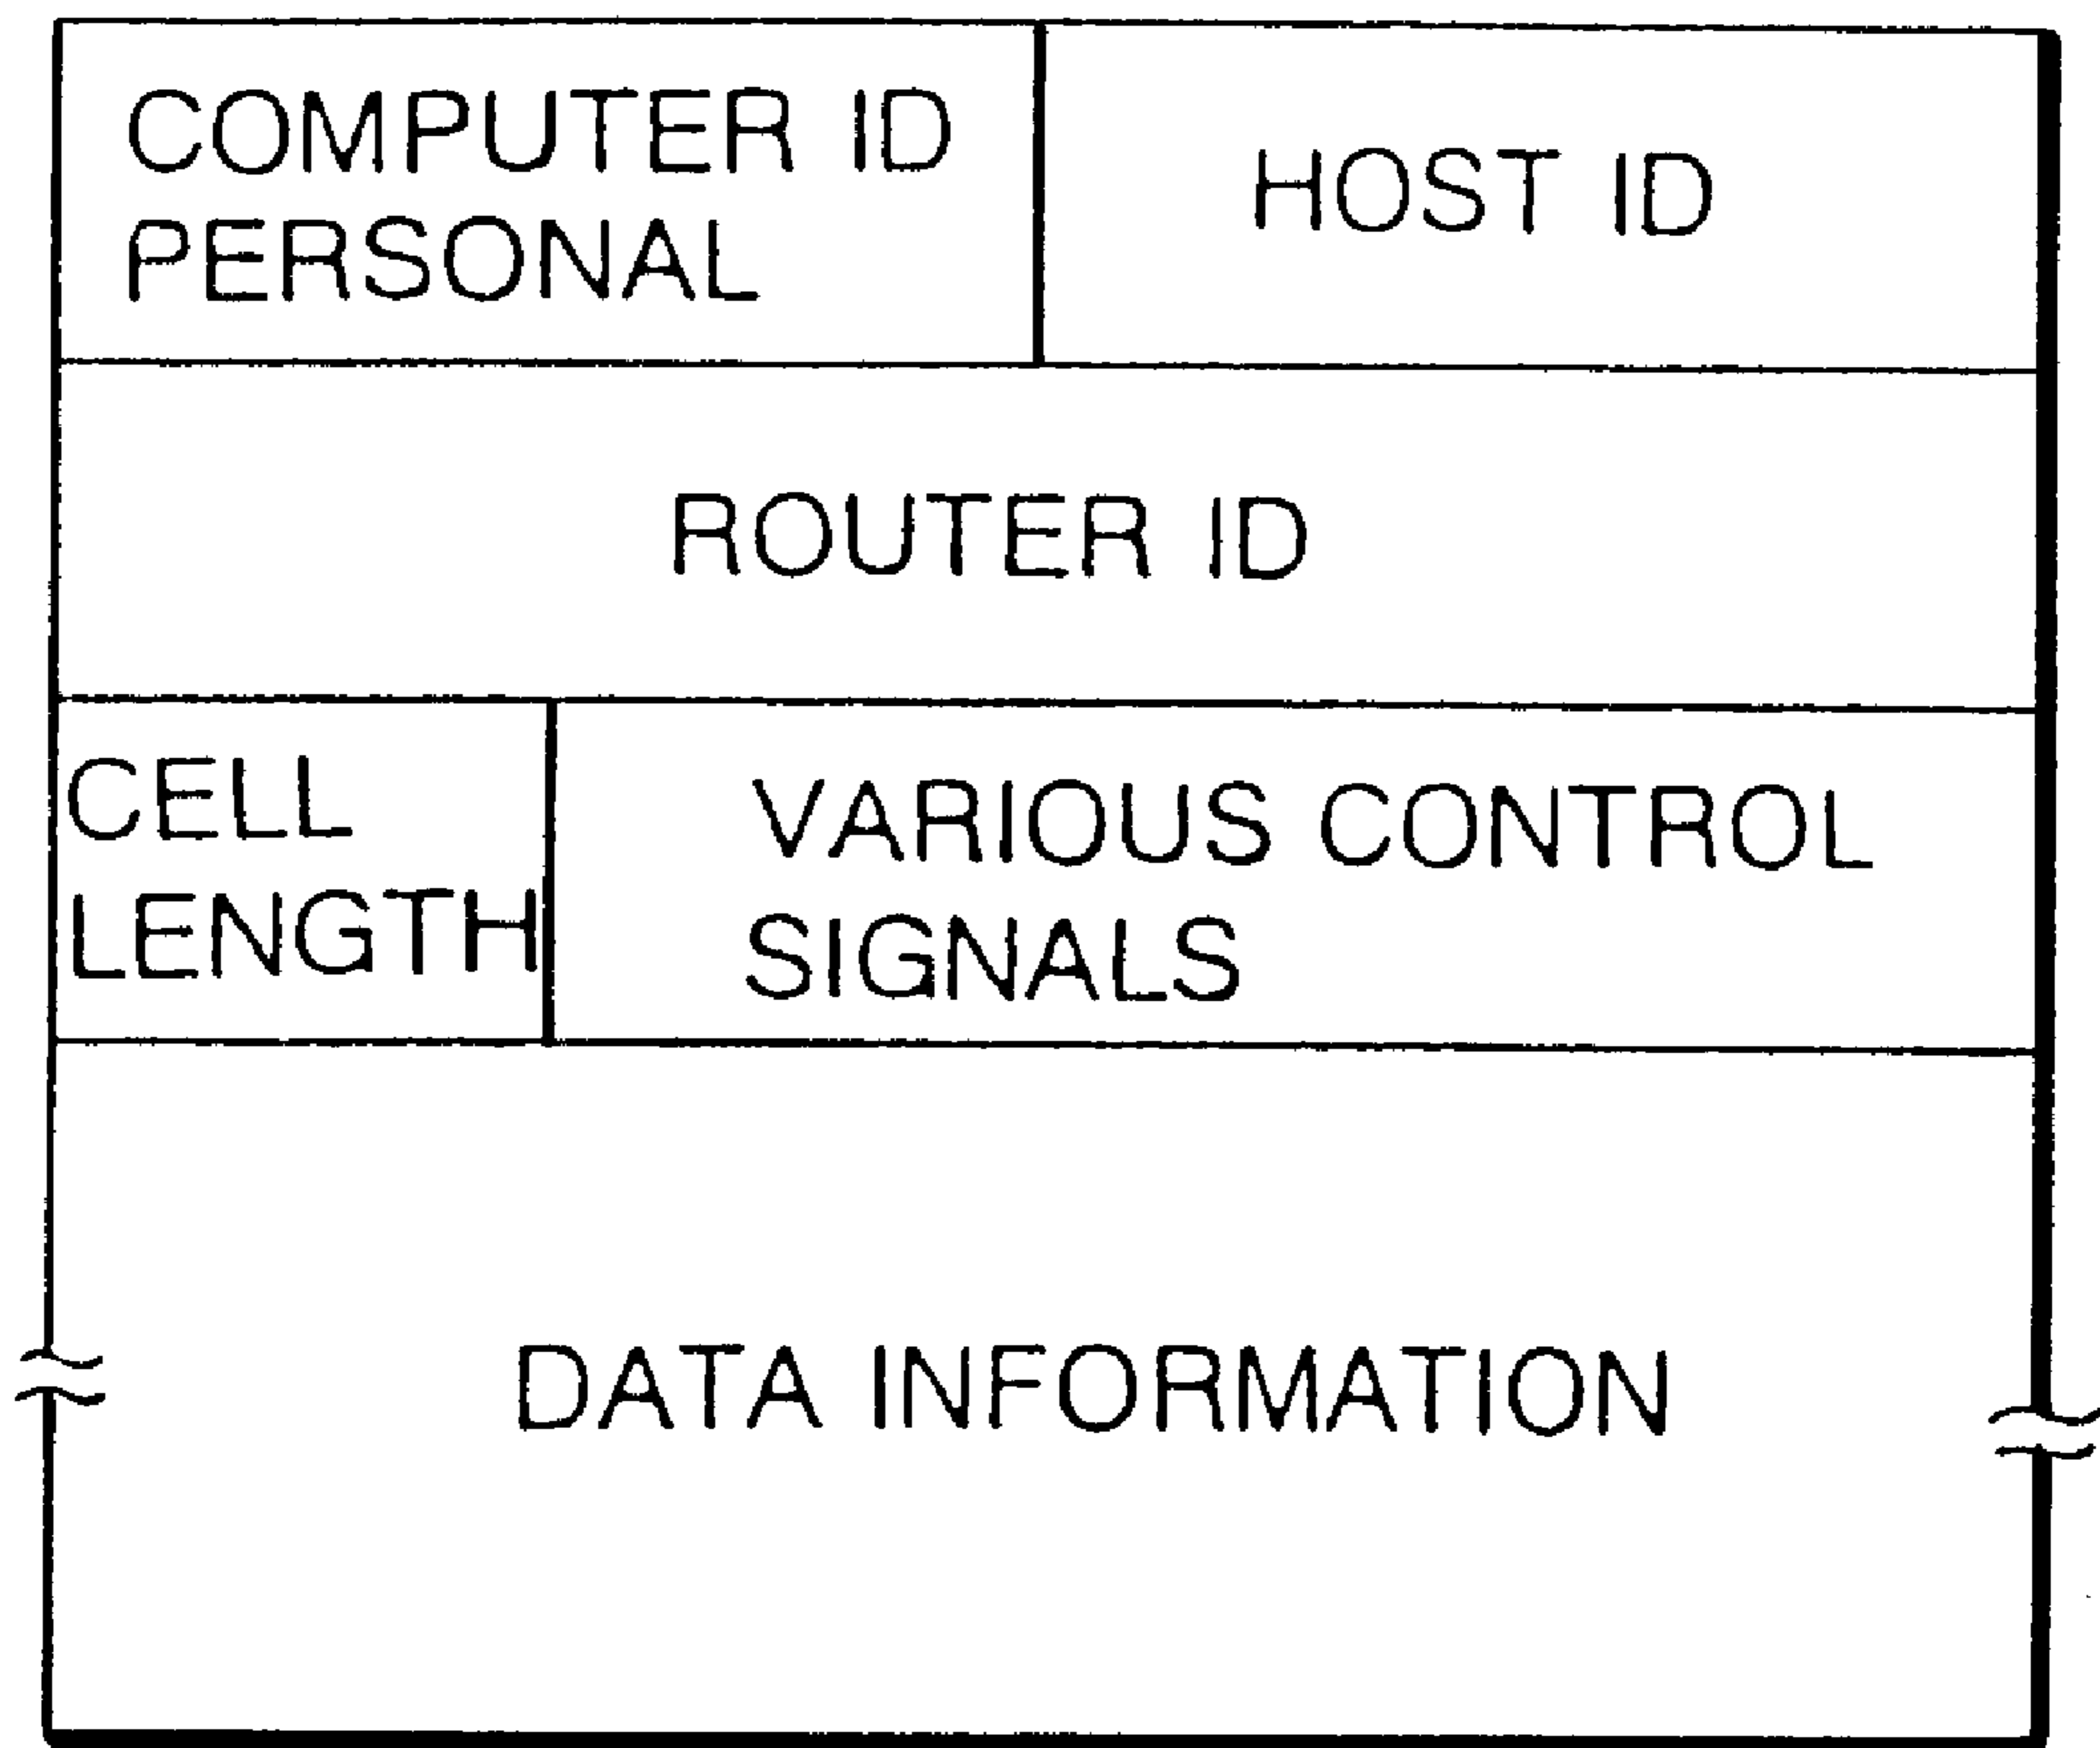 COMPUTER ID
PERSONAL
HOST ID
ROUTER ID
CELL
LENGTH
VARIOUS CONTROL
SIGNALS
DATA INFORMATION